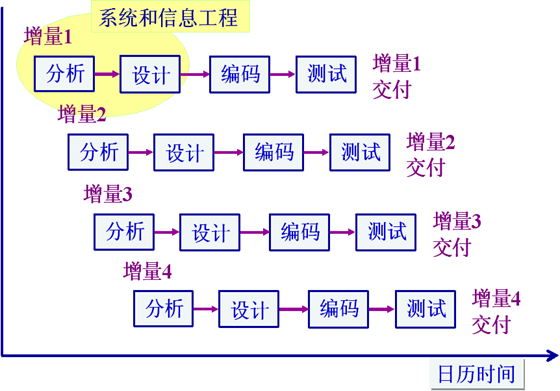 系统和信息工程
增量1
分析 设计 编码 测试 增量1
交付
增量2
分析 设计 编码 测试 增量2
交付
增量3
分析 设计 编码 测试 增量3
交付
增量4
分析 设计 编码 测试 增量4
交付
日历时间